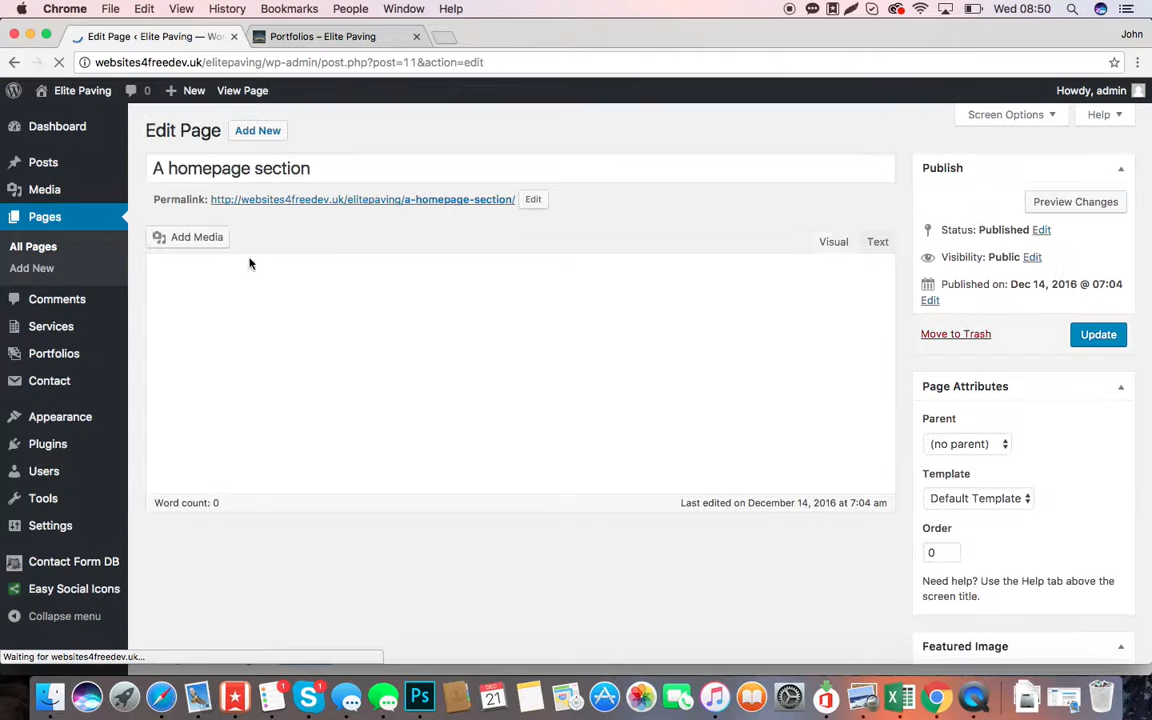 Chrome File Edit View History Bookmarks People Window Help Wed 08:50
Edit Page ‹ Elite Paving — Wo Portfolios – Elite Paving John
websites4freedev.uk/elitepaving/wp-admin/post.php?post=11&action=edit
Elite Paving 0 New View Page Howdy, admin
Screen Options Help
Edit Page Add New
A homepage section
Permalink: http://websites4freedev.uk/elitepaving/a-homepage-section/ Edit
Add Media Visual Text
Word count: 0 Last edited on December 14, 2016 at 7:04 am
Dashboard
Posts
Media
Pages
All Pages
Add New
Comments
Services
Portfolios
Contact
Appearance
Plugins
Users
Tools
Settings
Contact Form DB
Easy Social Icons
Collapse menu
Publish
Preview Changes
Status: Published Edit
Visibility: Public Edit
Published on: Dec 14, 2016 @ 07:04
Edit
Move to Trash Update
Page Attributes
Parent
(no parent)
Template
Default Template
Order
0
Need help? Use the Help tab above the
screen title.
Featured Image
Waiting for websites4freedev.uk...
1 1 Ps DEC 21